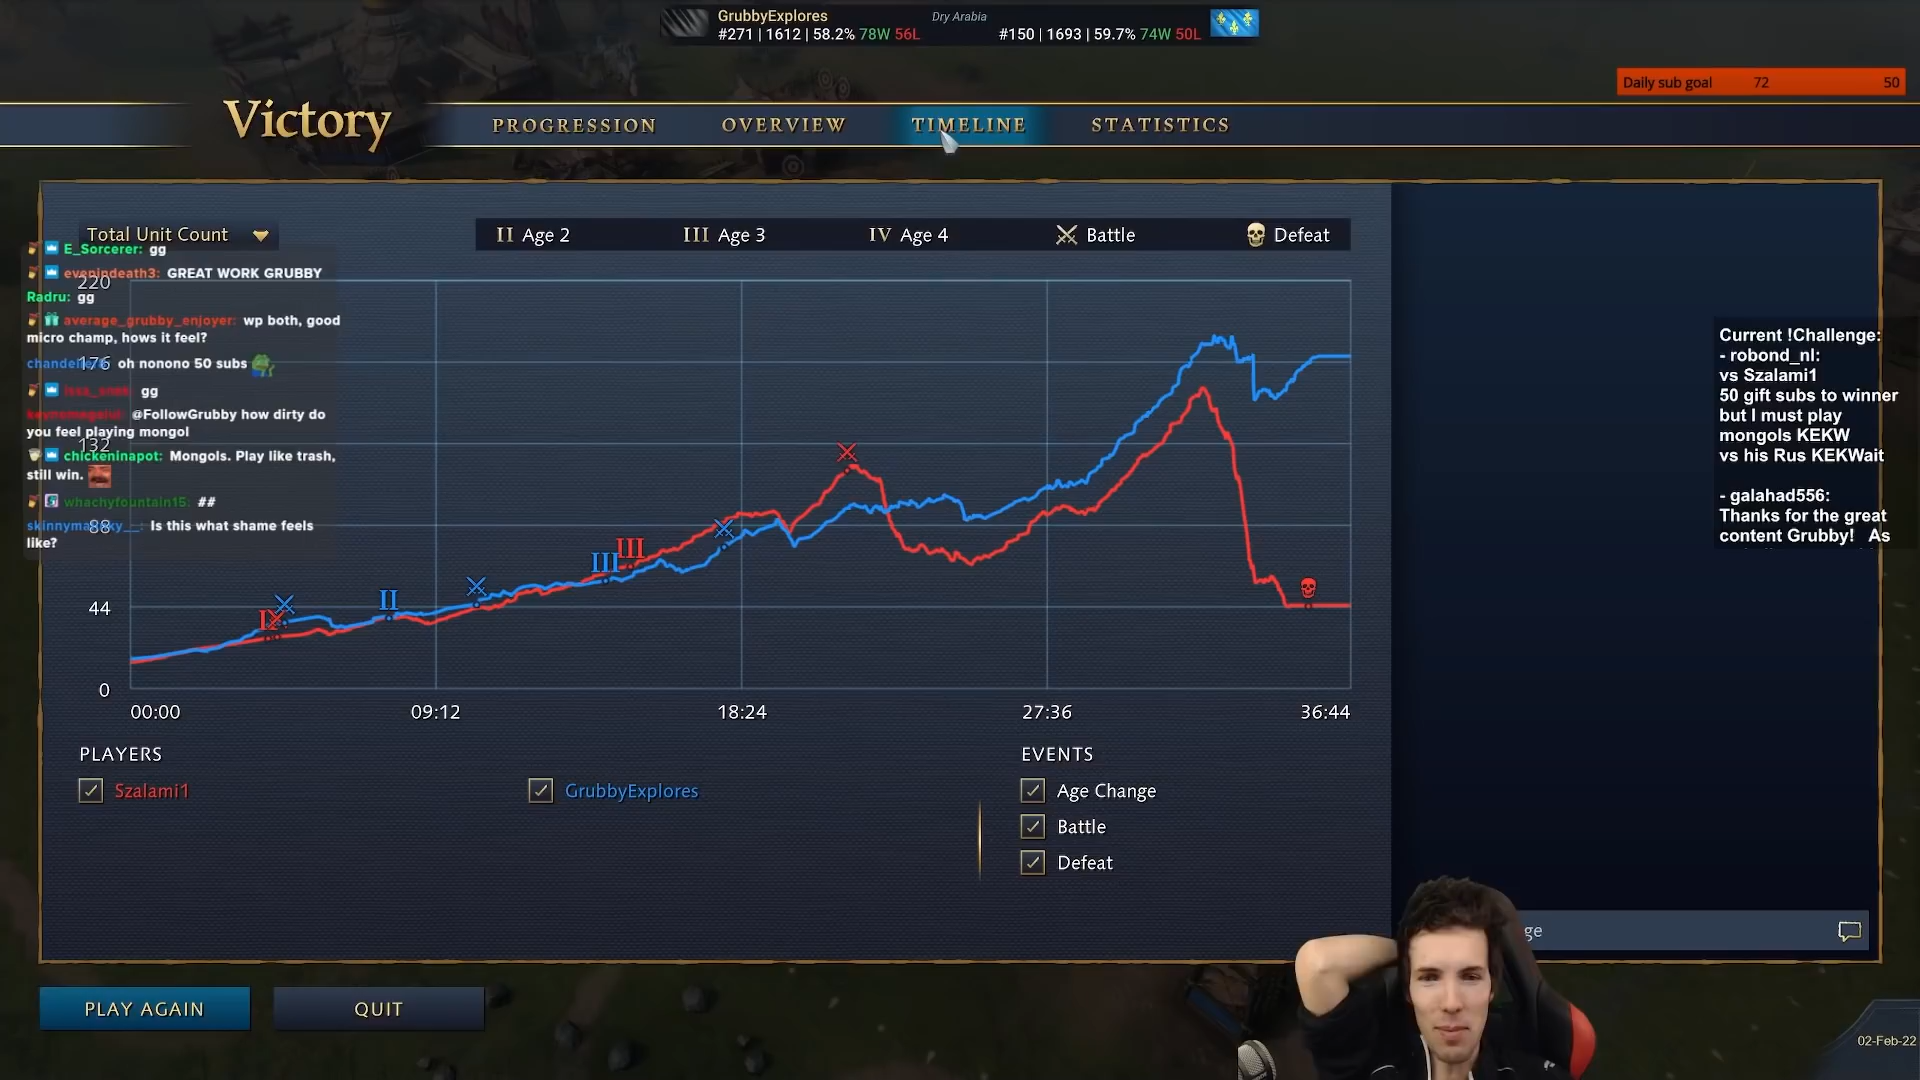 GrubbyExplores
Dry Arabia
#271 | 1612 | 58.2% 78W 56L
#150 | 1693 | 59.7% 74W 50L
Daily sub goal 72 50
Victory
PROGRESSION
OVERVIEW
TIMELINE
STATISTICS
Total Unit Count
II Age 2
III Age 3
IV Age 4
Battle
Defeat
E_Sorcerer: gg
evenindeath3: GREAT WORK GRUBBY
220
Radru: gg
average_grubby_enjoyer: wp both, good
micro champ, hows it feel?
176 oh nonono 50 subs
gg
@FollowGrubby how dirty do
you feel playing mongol
132
chickeninapot: Mongols. Play like trash,
still win.
whachyfountain15: ##
88 Is this what shame feels
like?
44
0
II
III
III
00:00
09:12
18:24
27:36
36:44
PLAYERS
Szalami1
GrubbyExplores
EVENTS
Age Change
Battle
Defeat
Current !Challenge:
- robond_nl:
vs Szalami1
50 gift subs to winner
but I must play
mongols KEKW
vs his Rus KEKWait
- galahad556:
Thanks for the great
content Grubby! As
ge
PLAY AGAIN
QUIT
02-Feb-22